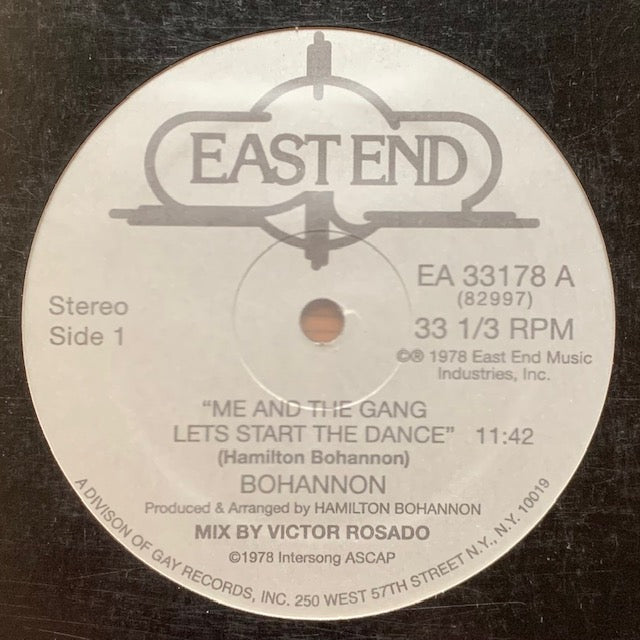 EAST END
Stereo
Side 1
EA 33178 A
(82997)
33 1/3 RPM
©℗ 1978 East End Music
Industries, Inc.
"ME AND THE GANG
LETS START THE DANCE" 11:42
(Hamilton Bohannon)
BOHANNON
Produced & Arranged by HAMILTON BOHANNON
MIX BY VICTOR ROSADO
©1978 Intersong ASCAP
A DIVISON OF GAY RECORDS, INC. 250 WEST 57TH STREET N.Y., N.Y. 10019